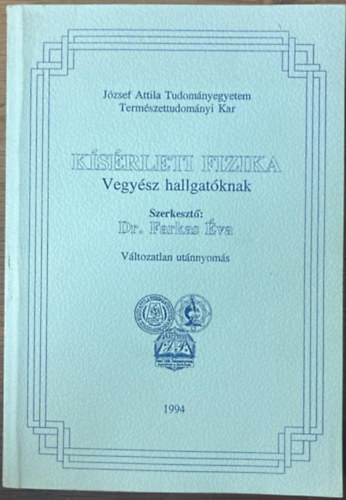 József Attila Tudományegyetem
Természettudományi Kar
KÍSÉRLETI FIZIKA
Vegyész hallgatóknak
Szerkesztő:
Dr. Farkas Éva
Változatlan utánnyomás
1994